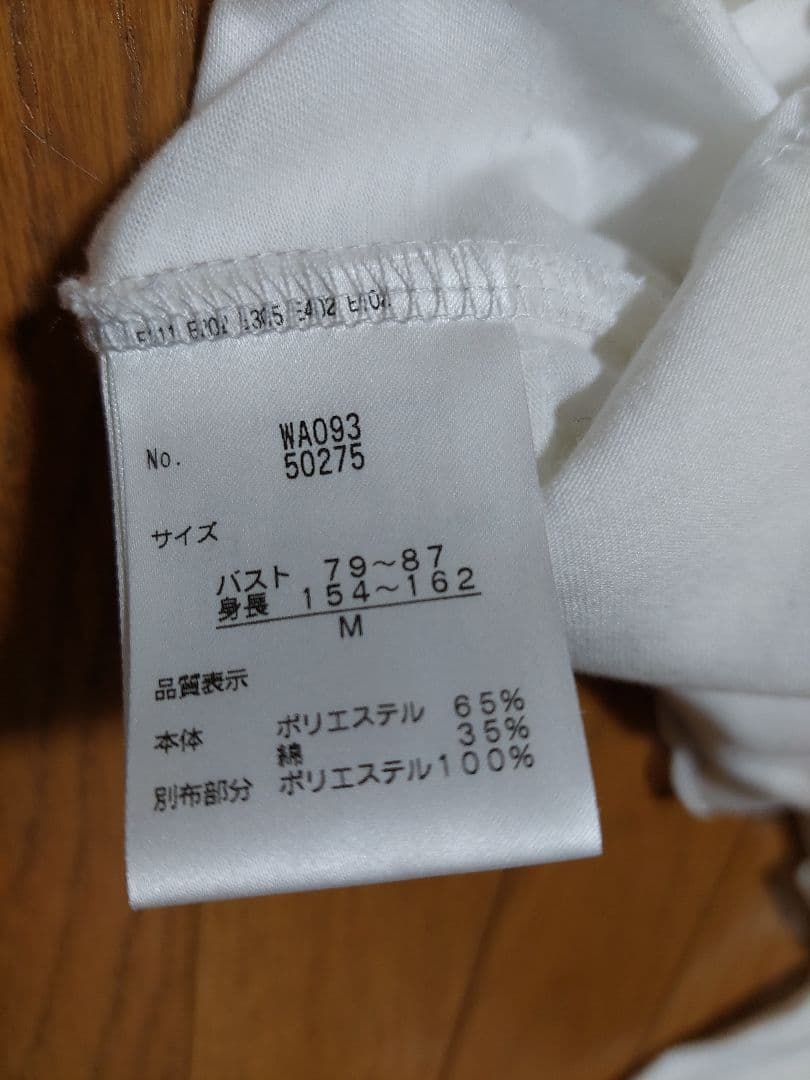 No. WA093
50275
サイズ
バスト 79～87
身長 154～162
M
品質表示
本体 ポリエステル 65%
綿 35%
別布部分 ポリエステル100%